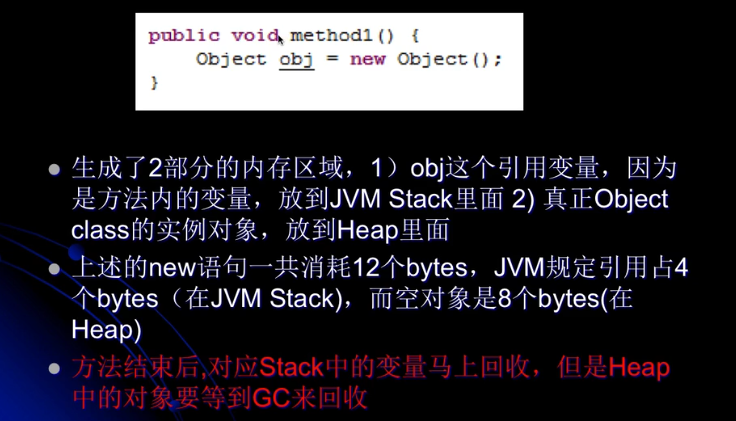 public void method1() {
Object obj = new Object();
}
生成了2部分的内存区域，1）obj这个引用变量，因为
是方法内的变量，放到JVM Stack里面 2) 真正Object
class的实例对象，放到Heap里面
上述的new语句一共消耗12个bytes，JVM规定引用占4
个bytes（在JVM Stack)，而空对象是8个bytes(在
Heap)
方法结束后,对应Stack中的变量马上回收，但是Heap
中的对象要等到GC来回收